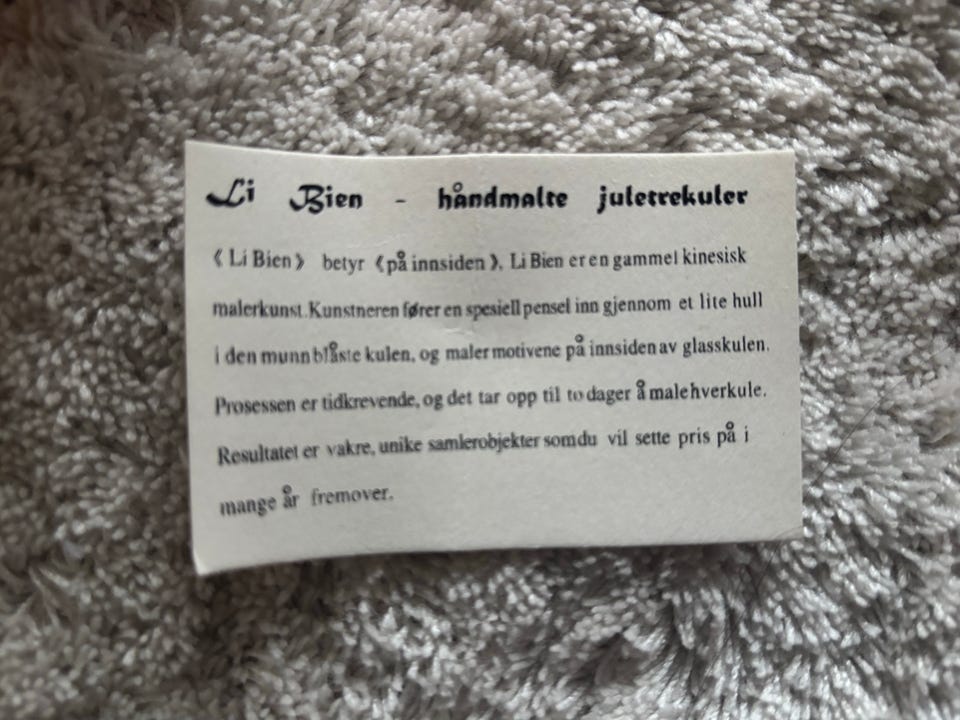 Li Bien - håndmalte juletrekuler
《Li Bien》 betyr 《på innsiden》. Li Bien er en gammel kinesisk
malerkunst. Kunstneren fører en spesiell pensel inn gjennom et lite hull
i den munnblåste kulen, og maler motivene på innsiden av glasskulen.
Prosessen er tidkrevende, og det tar opp til to dager å male hver kule.
Resultatet er vakre, unike samlerobjekter som du vil sette pris på i
mange år fremover.